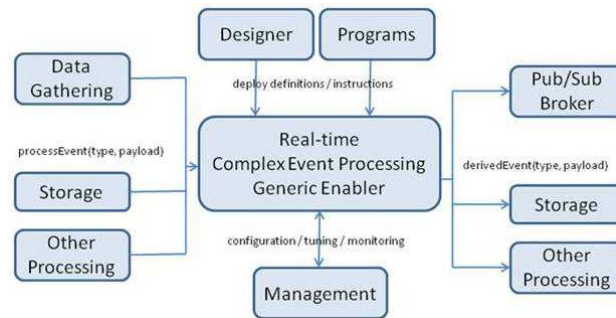 Designer
Programs
Data
Gathering
deploy definitions / instructions
Pub/Sub
Broker
Real-time
Complex Event Processing
Generic Enabler
processEvent(type, payload)
derivedEvent(type, payload)
Storage
Storage
Other
Processing
configuration / tuning / monitoring
Other
Processing
Management